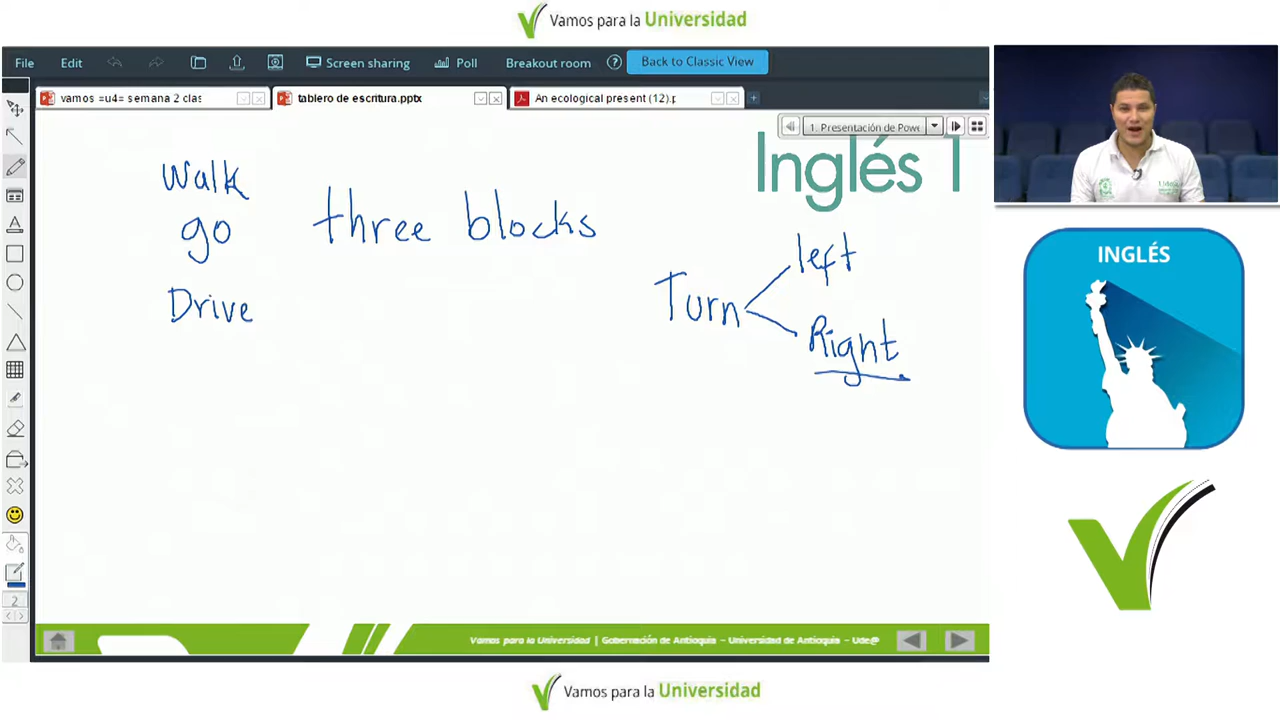 Vamos para la Universidad
File Edit Screen sharing Poll Breakout room ? Back to Classic View
vamos =u4= semana 2 clas tablero de escritura.pptx An ecological present (12).p
1. Presentación de Powe
Inglés 1
Walk
go three blocks
Drive
Turn
left
Right
INGLÉS
2
Vamos para la Universidad | Gobernación de Antioquia – Universidad de Antioquia – Ude@
Vamos para la Universidad